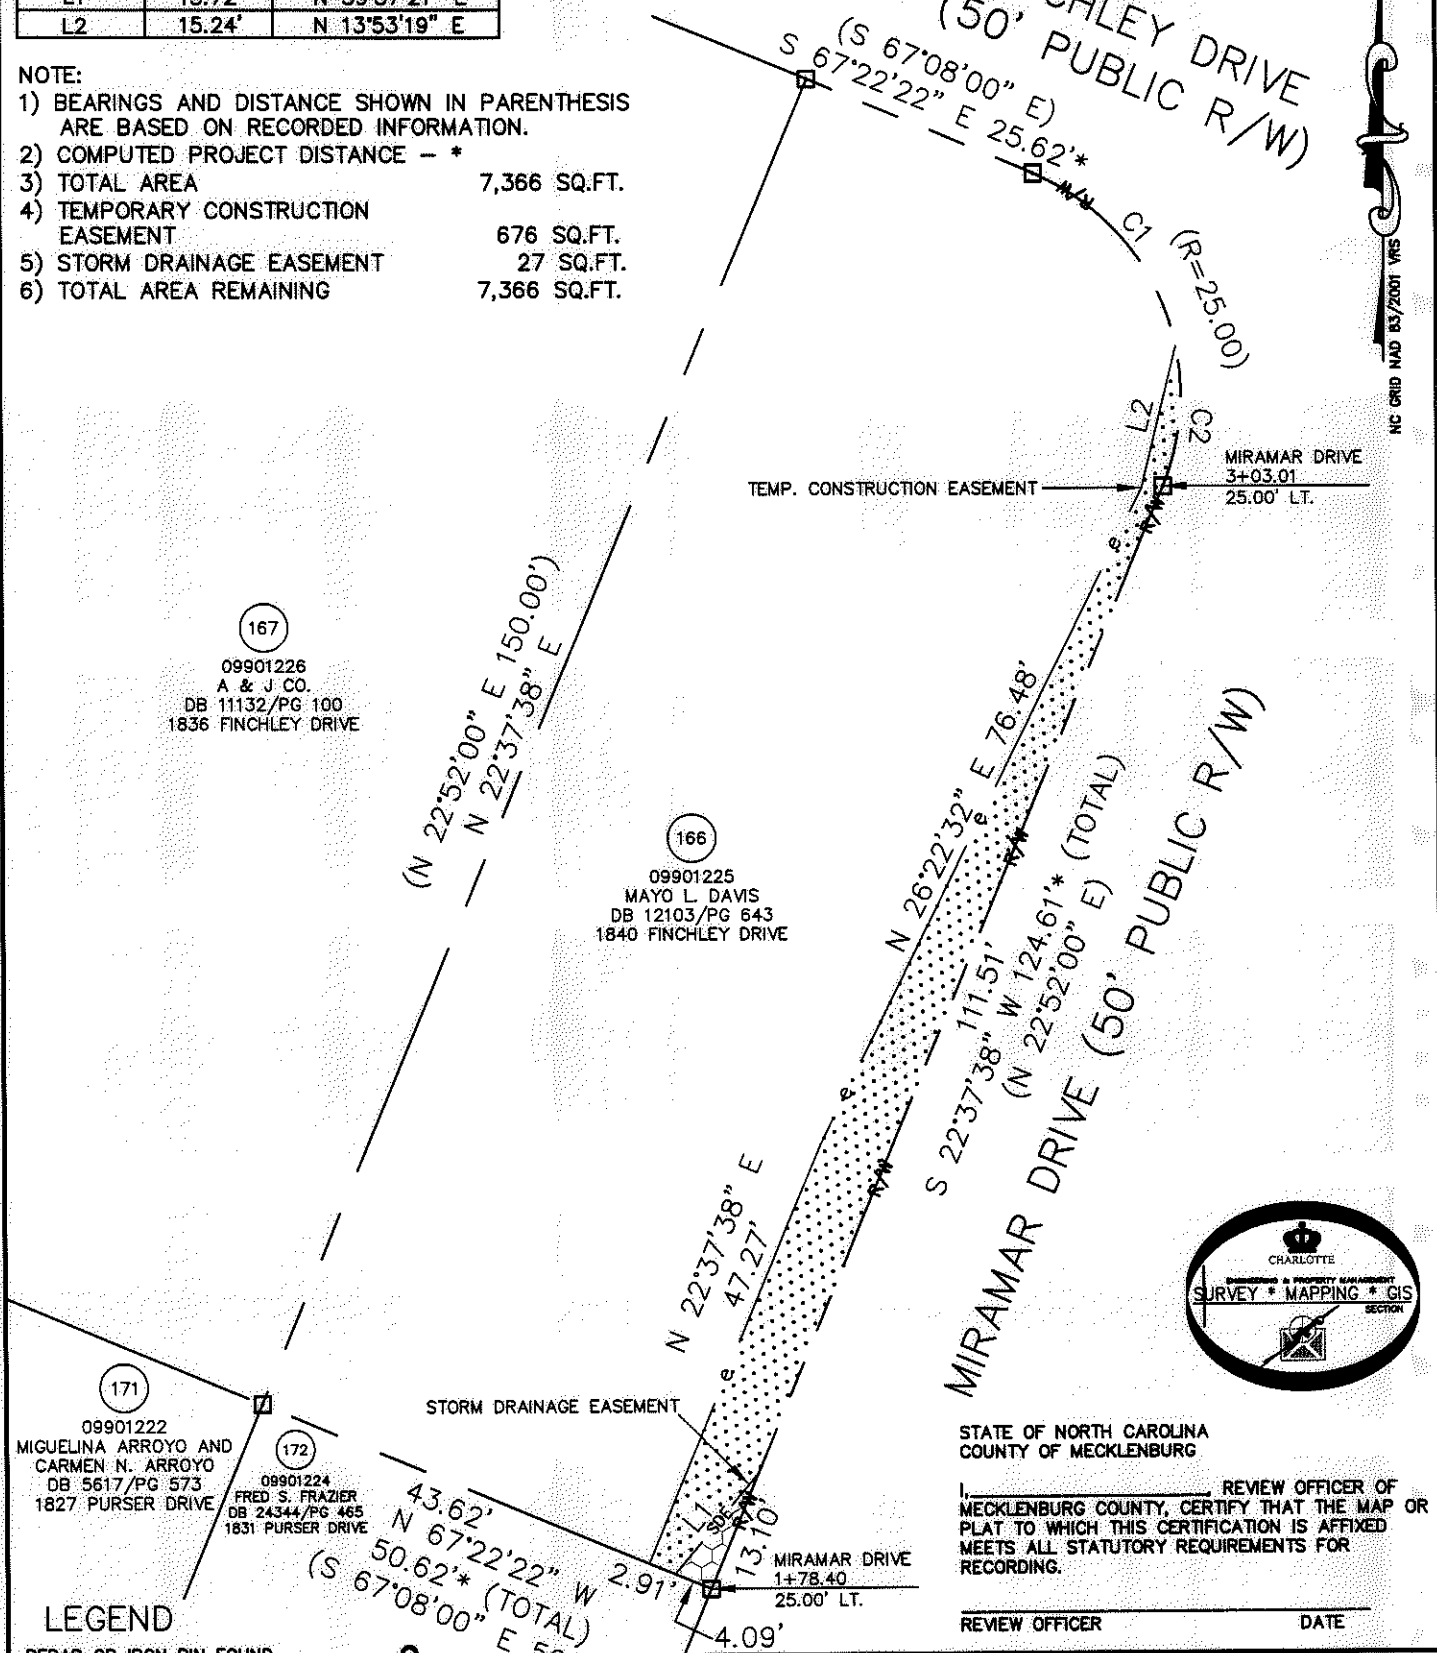 L2 15.24' N 13°53'19" E
NOTE:
1) BEARINGS AND DISTANCE SHOWN IN PARENTHESIS
ARE BASED ON RECORDED INFORMATION.
2) COMPUTED PROJECT DISTANCE – *
3) TOTAL AREA 7,366 SQ.FT.
4) TEMPORARY CONSTRUCTION
EASEMENT 676 SQ.FT.
5) STORM DRAINAGE EASEMENT 27 SQ.FT.
6) TOTAL AREA REMAINING 7,366 SQ.FT.
DRIVE
(50' PUBLIC R/W)
(S 67°08'00" E)
S 67°22'22" E 25.62'*
R/W
C1
(R=25.00)
NC GRID NAD 83/2001 VRS
L2
C2
TEMP. CONSTRUCTION EASEMENT
MIRAMAR DRIVE
3+03.01
25.00' LT.
e
R/W
(N 22°52'00" E 150.00')
N 22°37'38" E
167
09901226
A & J CO.
DB 11132/PG 100
1836 FINCHLEY DRIVE
166
09901225
MAYO L. DAVIS
DB 12103/PG 643
1840 FINCHLEY DRIVE
N 26°22'32" E 76.48'
e
R/W
111.51'
S 22°37'38" W 124.61'* (TOTAL)
(N 22°52'00" E)
MIRAMAR DRIVE (50' PUBLIC R/W)
e
R/W
N 22°37'38" E
47.27'
e
CHARLOTTE
ENGINEERING & PROPERTY MANAGEMENT
SURVEY * MAPPING * GIS
SECTION
171
09901222
MIGUELINA ARROYO AND
CARMEN N. ARROYO
DB 5617/PG 573
1827 PURSER DRIVE
172
09901224
FRED S. FRAZIER
DB 24344/PG 465
1831 PURSER DRIVE
STORM DRAINAGE EASEMENT
L1
SDE
R/W
13.10'
43.62'
N 67°22'22" W
50.62'* (TOTAL)
(S 67°08'00" E
2.91'
4.09'
MIRAMAR DRIVE
1+78.40
25.00' LT.
STATE OF NORTH CAROLINA
COUNTY OF MECKLENBURG
I,____________________, REVIEW OFFICER OF
MECKLENBURG COUNTY, CERTIFY THAT THE MAP OR
PLAT TO WHICH THIS CERTIFICATION IS AFFIXED
MEETS ALL STATUTORY REQUIREMENTS FOR
RECORDING.
REVIEW OFFICER DATE
LEGEND